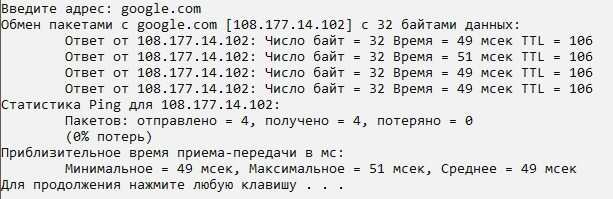 Введите адрес: google.com
Обмен пакетами с google.com [108.177.14.102] с 32 байтами данных:
Ответ от 108.177.14.102: Число байт = 32 Время = 49 мсек TTL = 106
Ответ от 108.177.14.102: Число байт = 32 Время = 51 мсек TTL = 106
Ответ от 108.177.14.102: Число байт = 32 Время = 49 мсек TTL = 106
Ответ от 108.177.14.102: Число байт = 32 Время = 49 мсек TTL = 106
Статистика Ping для 108.177.14.102:
Пакетов: отправлено = 4, получено = 4, потеряно = 0
(0% потерь)
Приблизительное время приема-передачи в мс:
Минимальное = 49 мсек, Максимальное = 51 мсек, Среднее = 49 мсек
Для продолжения нажмите любую клавишу . . .